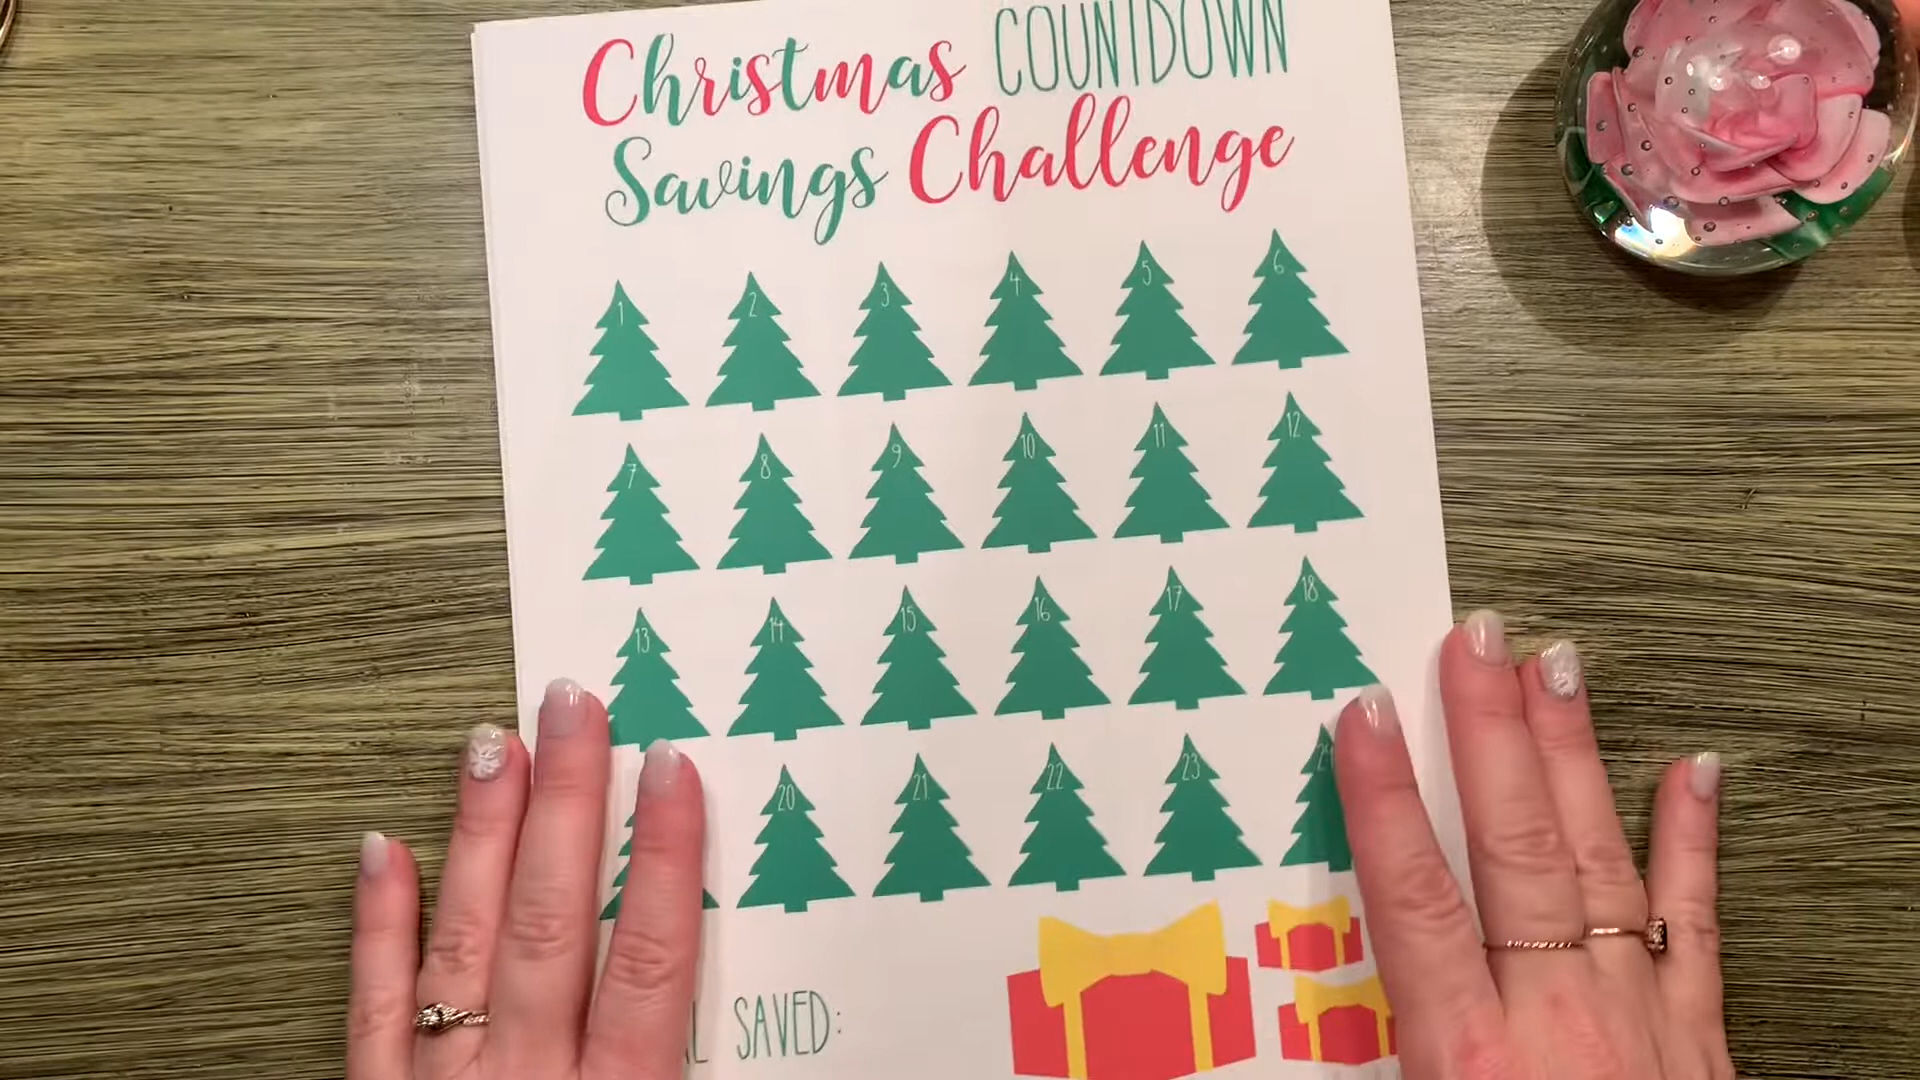 Christmas COUNTDOWN
Savings Challenge
1 2 3 4 5 6
7 8 9 10 11 12
13 14 15 16 17 18
20 21 22 23
SAVED: